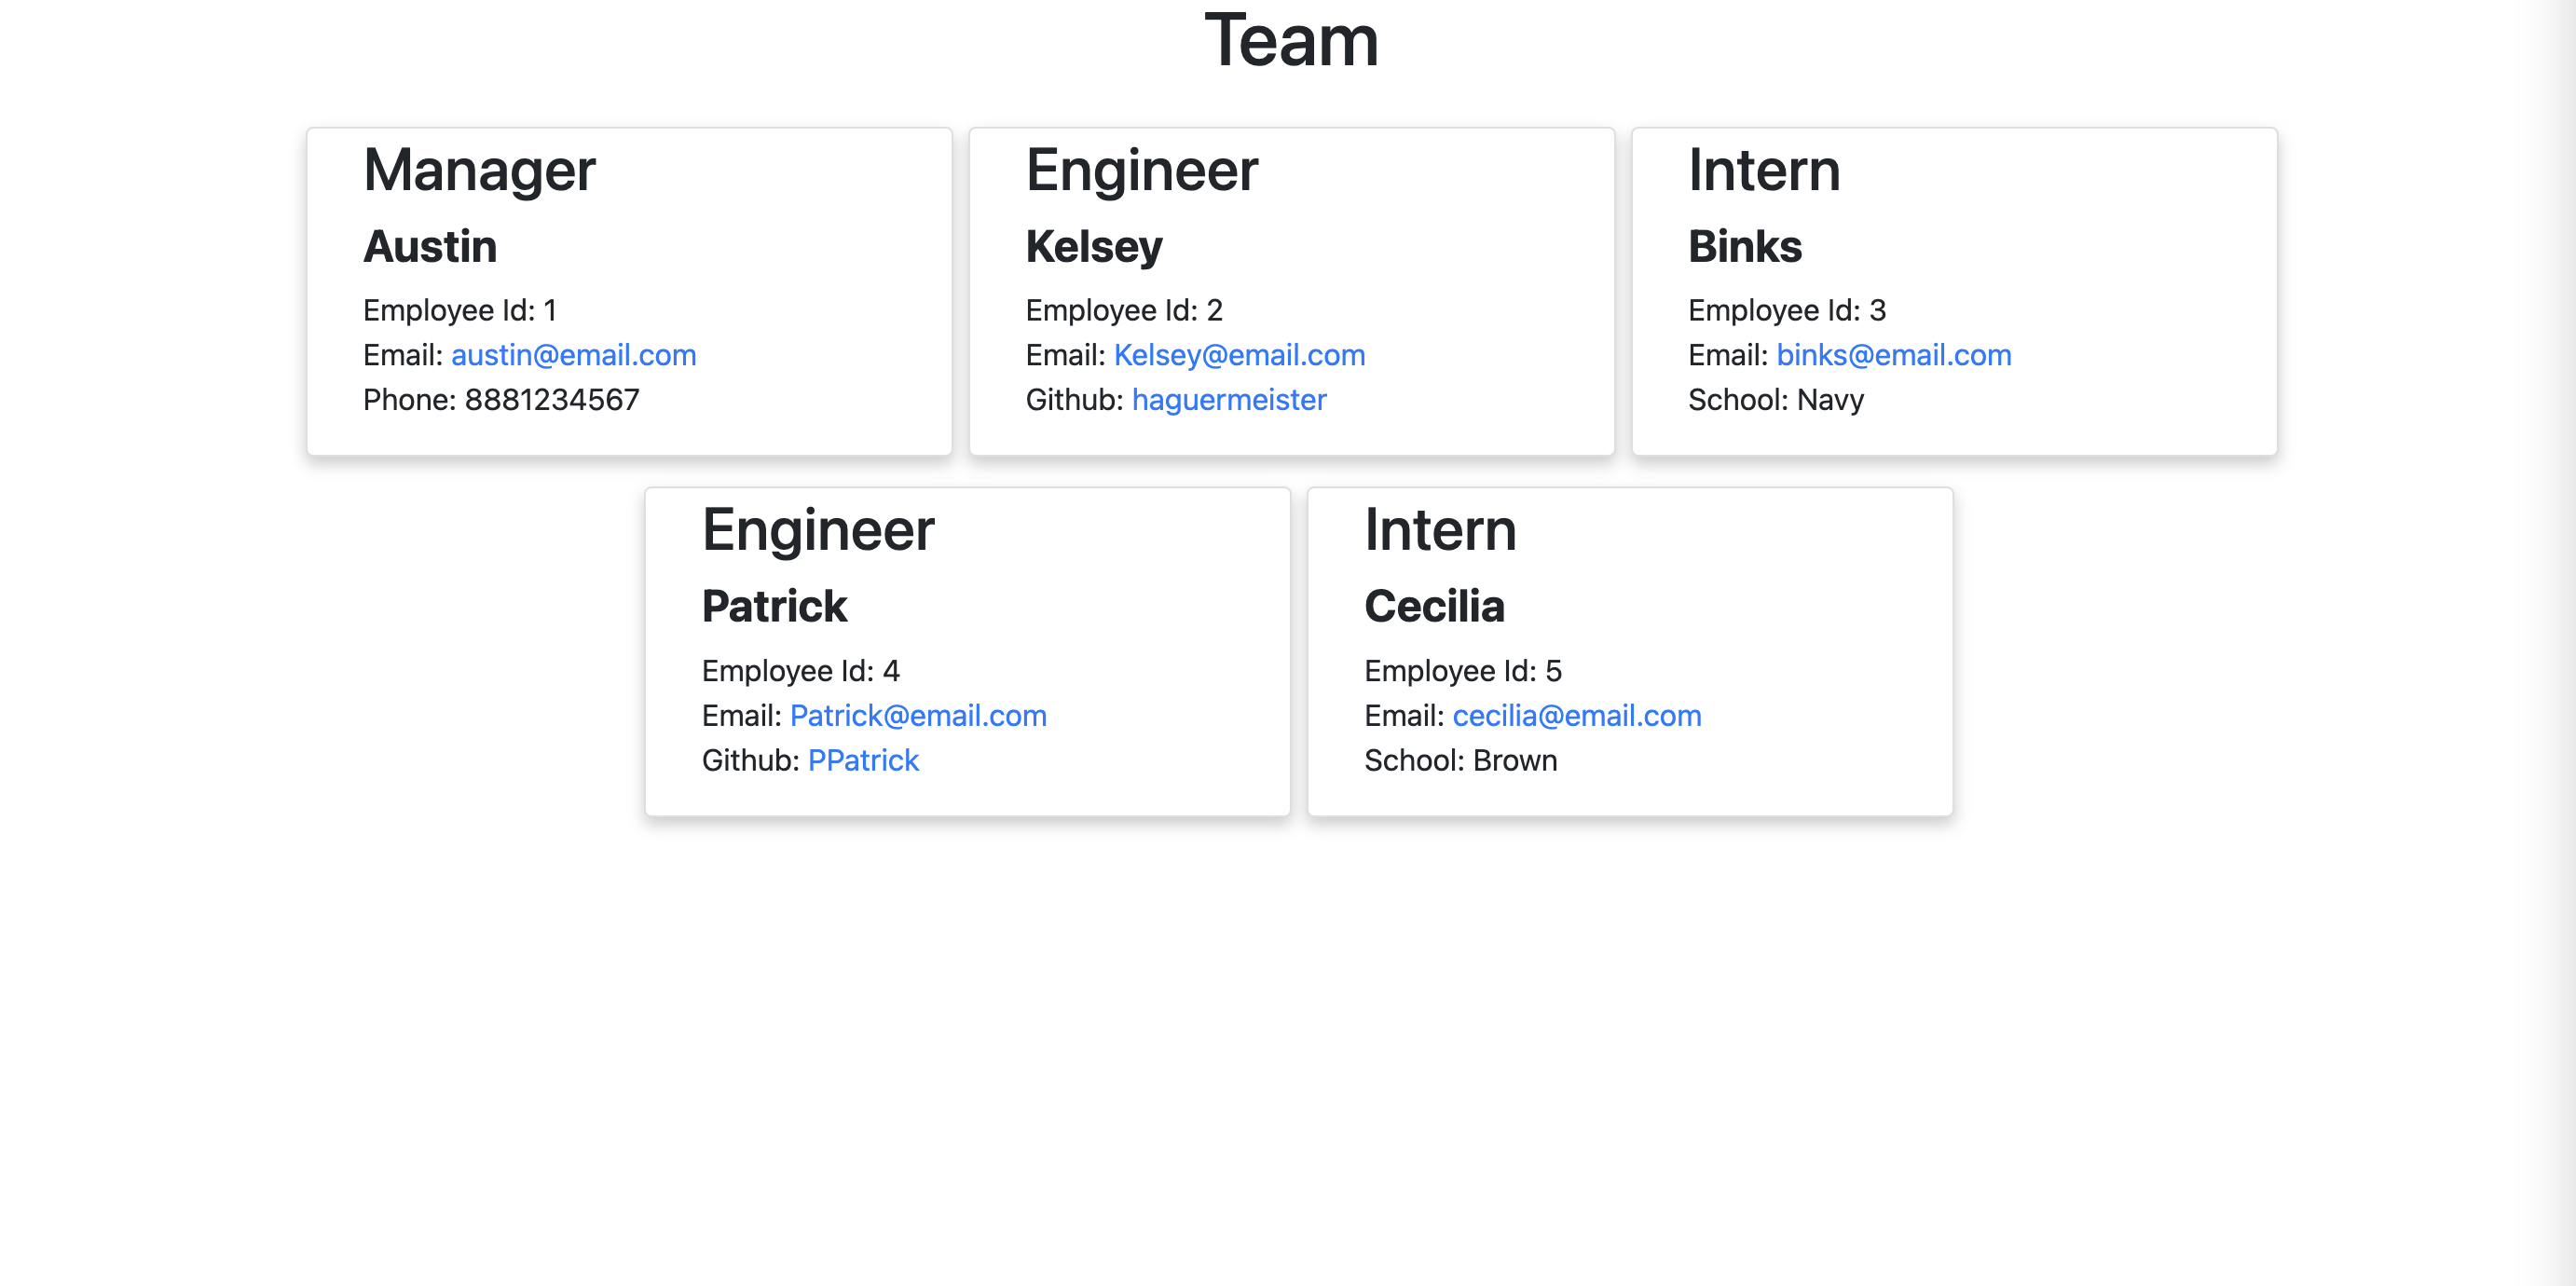 Team
Manager
Austin
Employee Id: 1
Email: austin@email.com
Phone: 8881234567
Engineer
Kelsey
Employee Id: 2
Email: Kelsey@email.com
Github: haguermeister
Intern
Binks
Employee Id: 3
Email: binks@email.com
School: Navy
Engineer
Patrick
Employee Id: 4
Email: Patrick@email.com
Github: PPatrick
Intern
Cecilia
Employee Id: 5
Email: cecilia@email.com
School: Brown